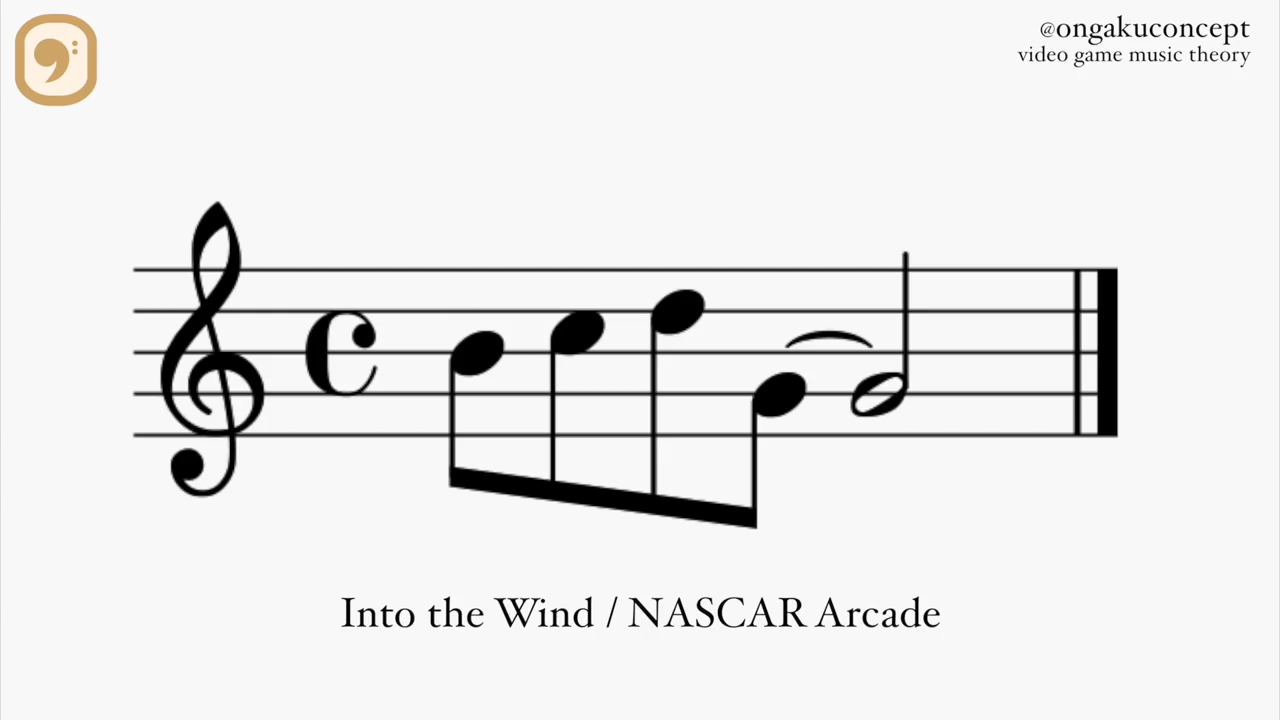 @ongakuconcept
video game music theory
Into the Wind / NASCAR Arcade